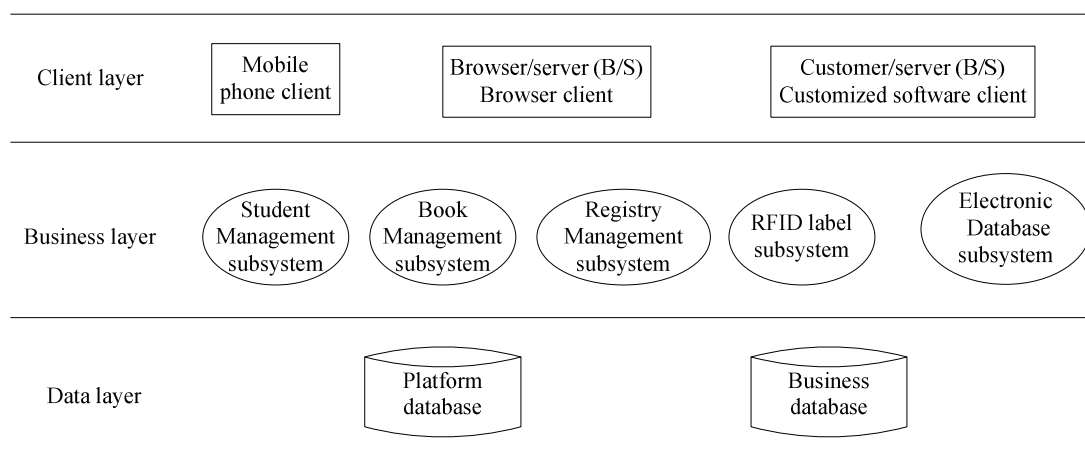 Client layer
Mobile
phone client
Browser/server (B/S)
Browser client
Customer/server (B/S)
Customized software client
Business layer
Student
Management
subsystem
Book
Management
subsystem
Registry
Management
subsystem
RFID label
subsystem
Electronic
Database
subsystem
Data layer
Platform
database
Business
database